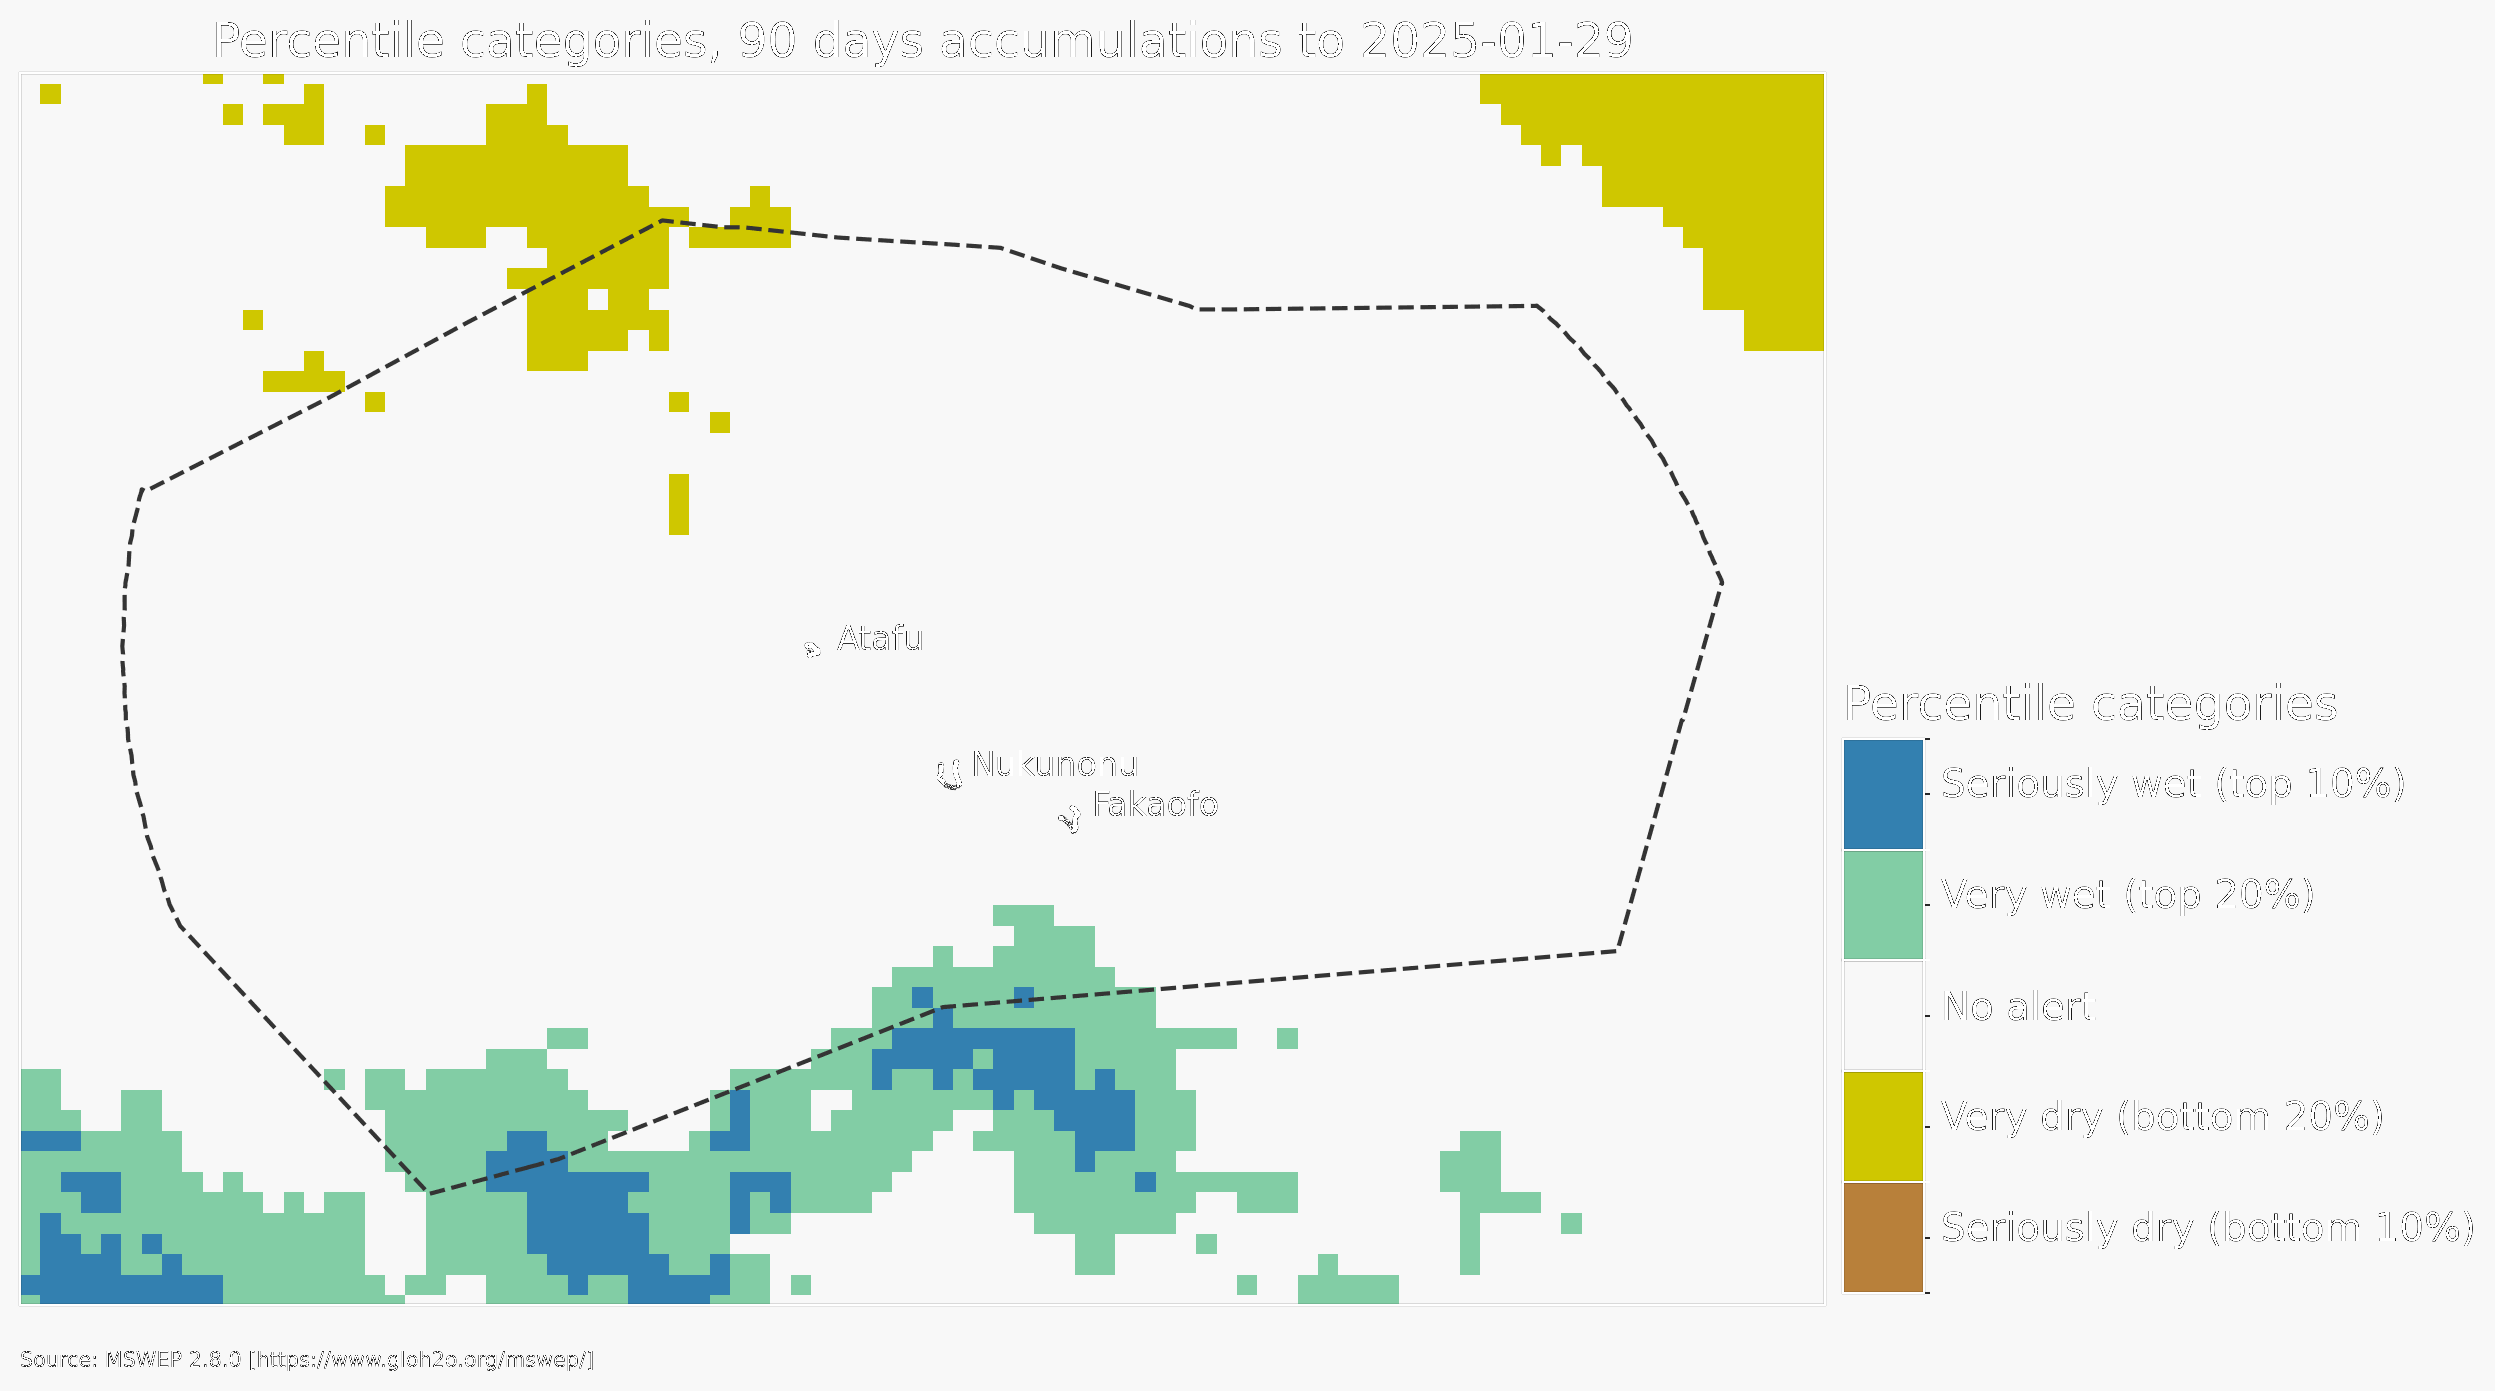 Percentile categories, 90 days accumulations to 2025-01-29
Atafu
Nukunonu
Fakaofo
Percentile categories
Seriously wet (top 10%)
Very wet (top 20%)
No alert
Very dry (bottom 20%)
Seriously dry (bottom 10%)
Source: MSWEP 2.8.0 [https://www.gloh2o.org/mswep/]